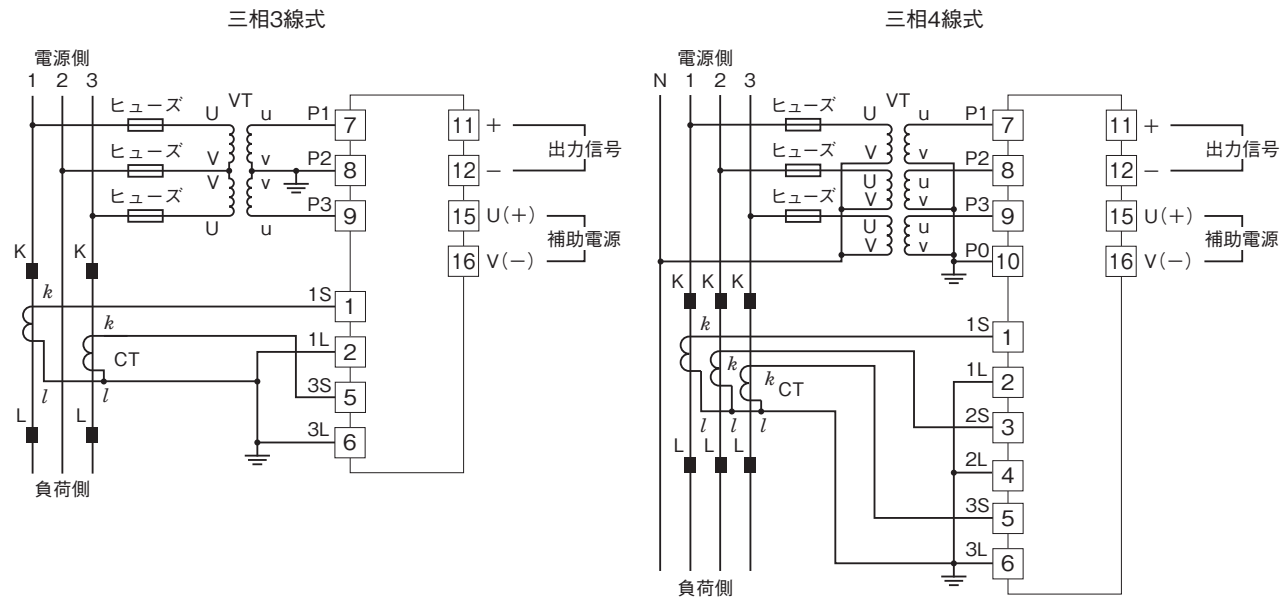 三相3線式
電源側
1 2 3
ヒューズ U VT u P1 7 11 +
出力信号
ヒューズ V v P2 8 12 −
V v
ヒューズ P3 9 15 U(+)
U u 補助電源
16 V(−)
K K
k 1S 1
k
1L 2
CT
3S 5
l l
L L 3L 6
負荷側
三相4線式
電源側
N 1 2 3
ヒューズ U VT u P1 7 11 +
出力信号
V v
ヒューズ U u P2 8 12 −
V v
ヒューズ U u P3 9 15 U(+)
補助電源
V v P0 10 16 V(−)
K K K
k 1S 1
k 1L 2
k CT
2S 3
l l l
L L L 2L 4
3S 5
3L 6
負荷側